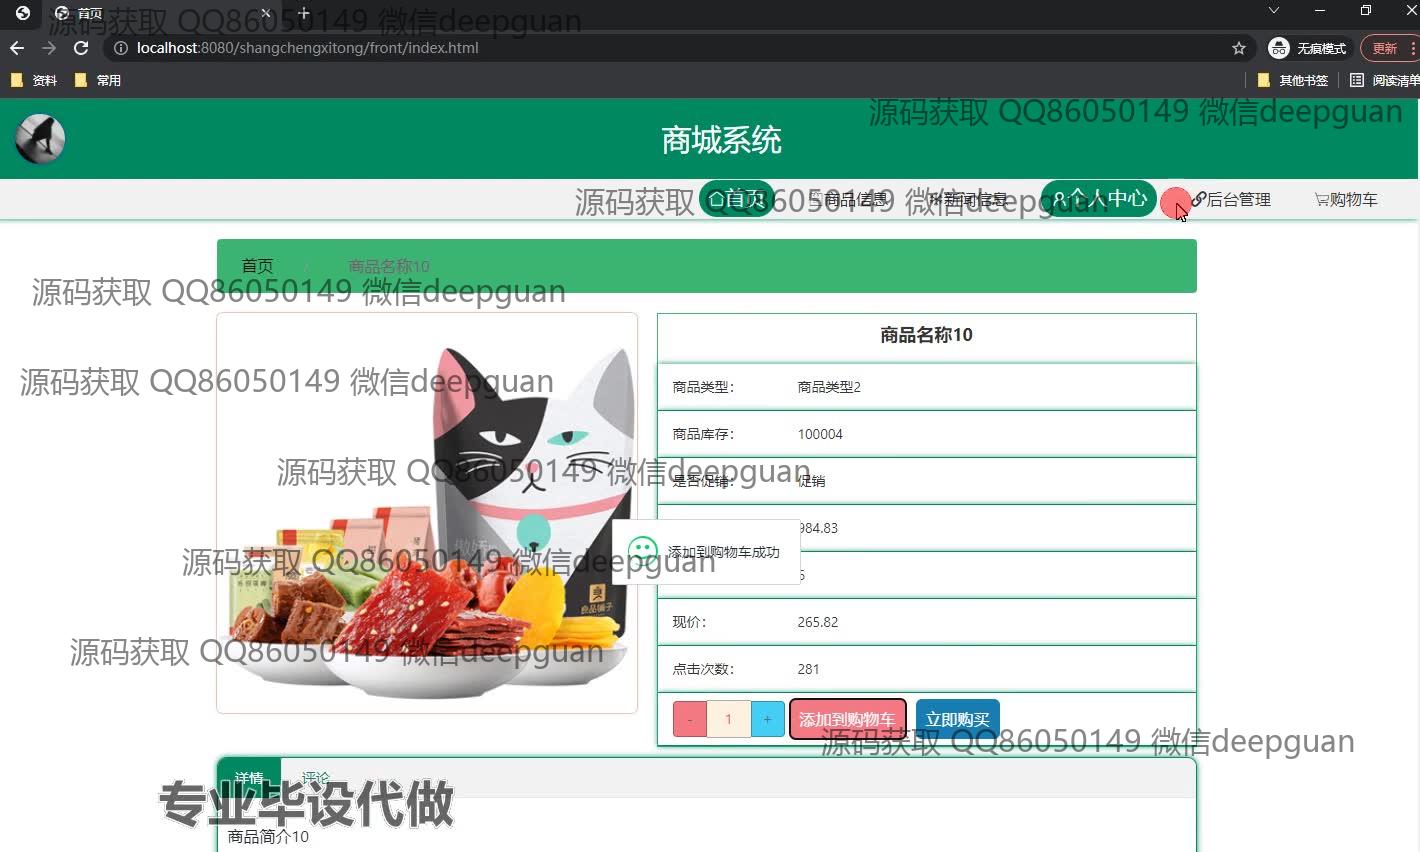 首页
源码获取 QQ86050149 微信deepguan
localhost:8080/shangchengxitong/front/index.html
无痕模式
更新
资料
常用
其他书签
阅读清单
源码获取 QQ86050149 微信deepguan
商城系统
源码获取 QQ86050149 微信deepguan
首页
商品信息
新闻信息
个人中心
后台管理
购物车
首页 / 商品名称10
源码获取 QQ86050149 微信deepguan
商品名称10
源码获取 QQ86050149 微信deepguan
商品类型： 商品类型2
商品库存： 100004
源码获取 QQ86050149 微信deepguan
是否促销： 促销
984.83
添加到购物车成功
源码获取 QQ86050149 微信deepguan
良品铺子
现价： 265.82
源码获取 QQ86050149 微信deepguan
点击次数： 281
- 1 + 添加到购物车 立即购买
源码获取 QQ86050149 微信deepguan
详情 评论
专业毕设代做
商品简介10